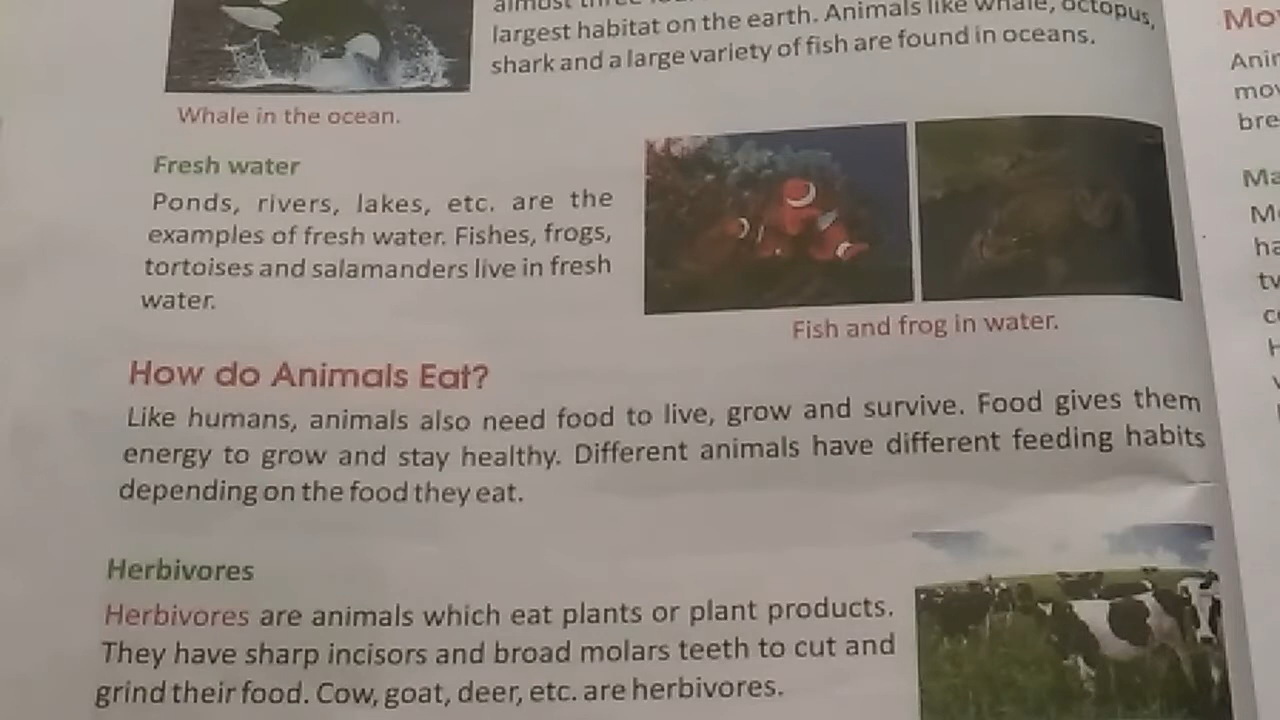 largest habitat on the earth. Animals like whale, octopus,
shark and a large variety of fish are found in oceans.
Whale in the ocean.
Fresh water
Ponds, rivers, lakes, etc. are the
examples of fresh water. Fishes, frogs,
tortoises and salamanders live in fresh
water.
Fish and frog in water.
How do Animals Eat?
Like humans, animals also need food to live, grow and survive. Food gives them
energy to grow and stay healthy. Different animals have different feeding habits
depending on the food they eat.
Herbivores
Herbivores are animals which eat plants or plant products.
They have sharp incisors and broad molars teeth to cut and
grind their food. Cow, goat, deer, etc. are herbivores.